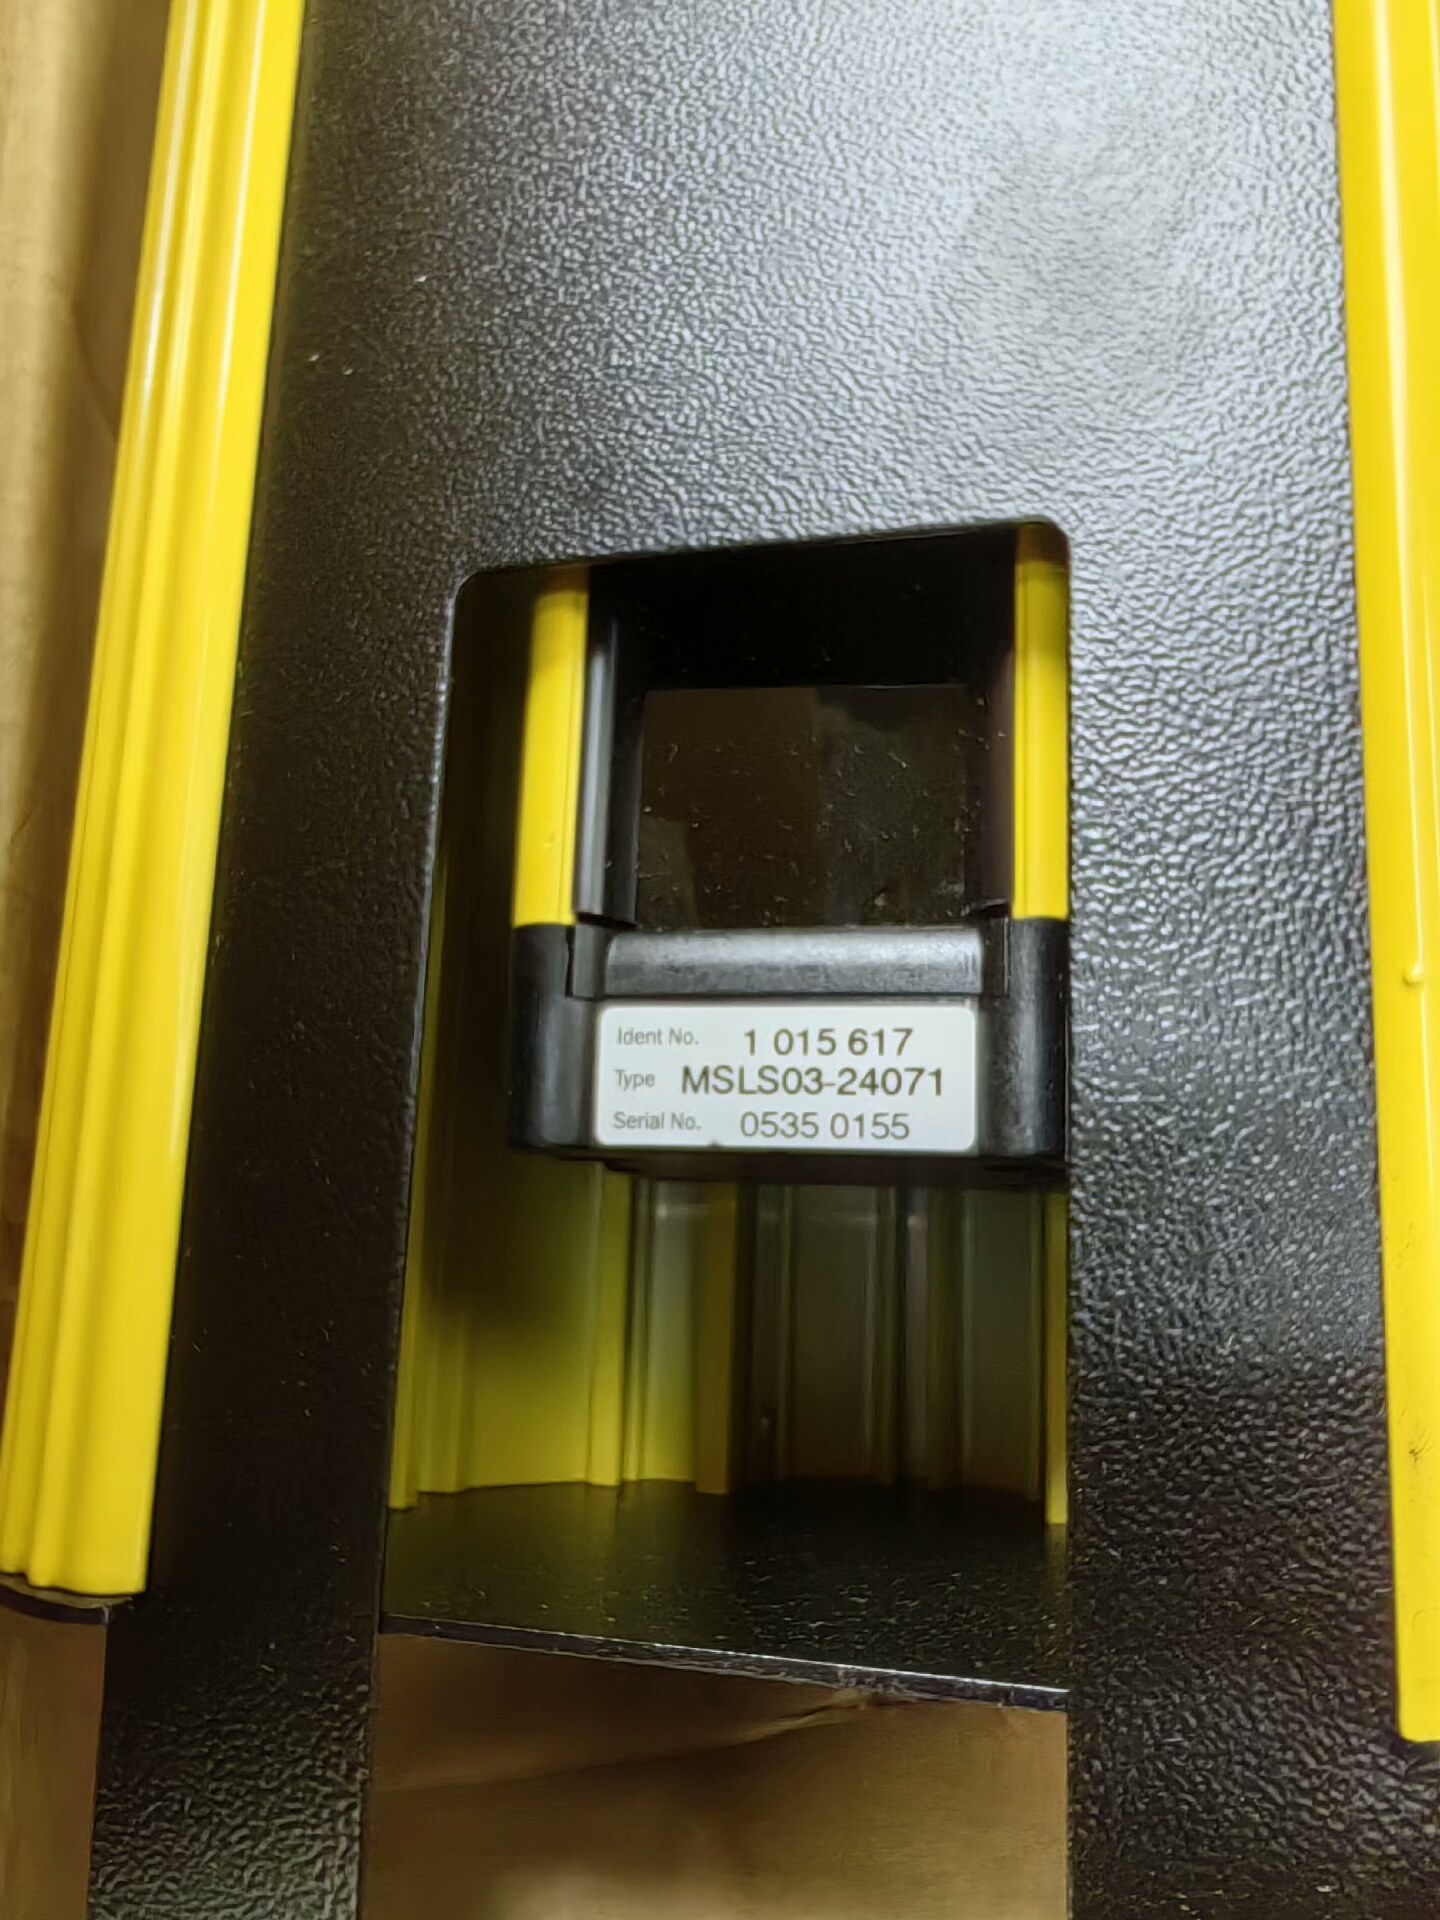 Ident No. 1 015 617
Type MSLS03-24071
Serial No. 0535 0155